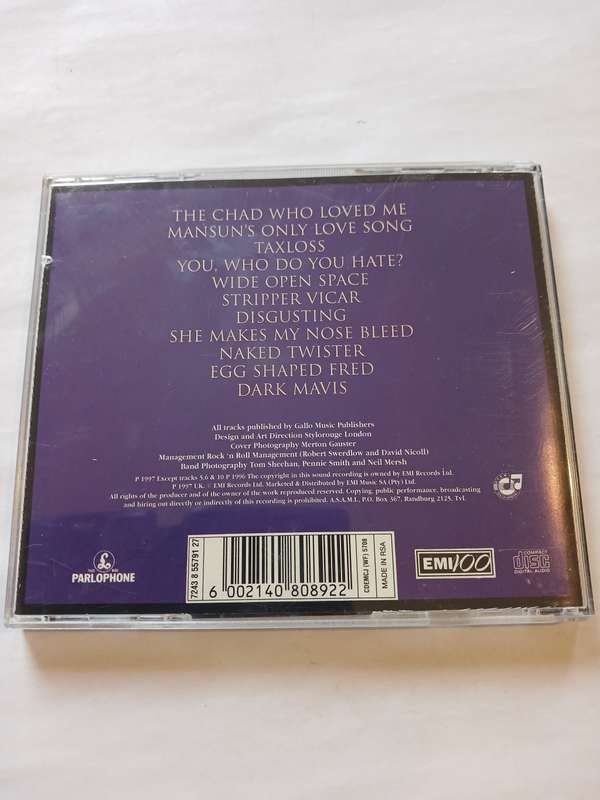 THE CHAD WHO LOVED ME
MANSUN'S ONLY LOVE SONG
TAXLOSS
YOU, WHO DO YOU HATE?
WIDE OPEN SPACE
STRIPPER VICAR
DISGUSTING
SHE MAKES MY NOSE BLEED
NAKED TWISTER
EGG SHAPED FRED
DARK MAVIS
All tracks published by Gallo Music Publishers
Design and Art Direction Stylorouge London
Cover Photography Merton Gauster
Management Rock 'n Roll Management (Robert Swerdlow and David Nicoll)
Band Photography Tom Sheehan, Pennie Smith and Neil Mersh
P 1997 Except tracks 5,6 & 10 P 1996 The copyright in this sound recording is owned by EMI Records Ltd.
P 1997 U.K. © EMI Records Ltd. Marketed & Distributed by EMI Music SA (Pty) Ltd.
All rights of the producer and of the owner of the work reproduced reserved. Copying, public performance, broadcasting
and hiring out directly or indirectly of this recording is prohibited. A.S.A.M.I., P.O. Box 367, Randburg 2125, Tvl.
PARLOPHONE
7243 8 55791 27
6 002140 808922
CDEMCJ (WF) 5708
MADE IN RSA
EMI 100
COMPACT
disc
DIGITAL AUDIO